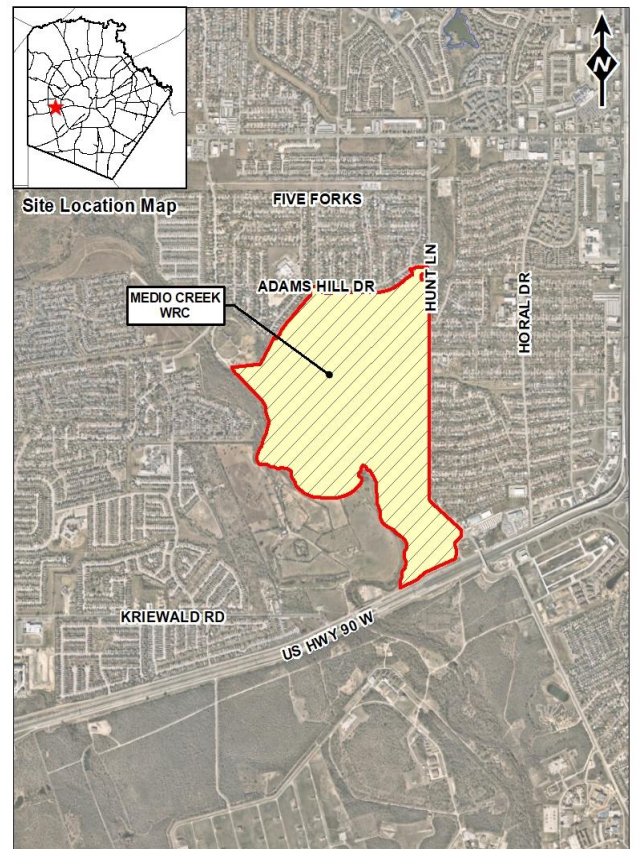 N
Site Location Map
FIVE FORKS
HUNT LN
ADAMS HILL DR
HORAL DR
MEDIO CREEK
WRC
KRIEWALD RD
US HWY 90 W